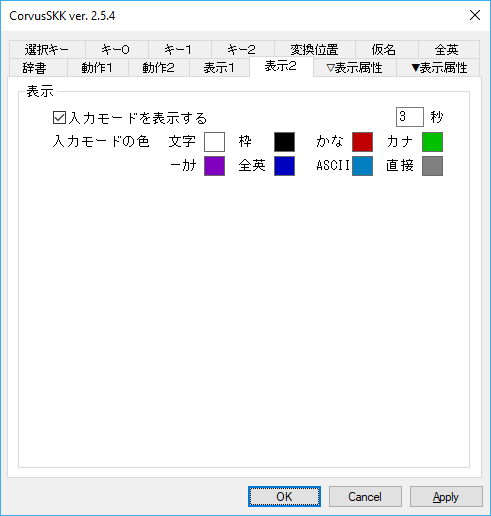 CorvusSKK ver. 2.5.4
選択キー キー0 キー1 キー2 変換位置 仮名 全英
辞書 動作1 動作2 表示1 表示2 ▽表示属性 ▼表示属性
表示
入力モードを表示する 3 秒
入力モードの色 文字 枠 かな カナ
ｰｶﾅ 全英 ASCII 直接
OK Cancel Apply